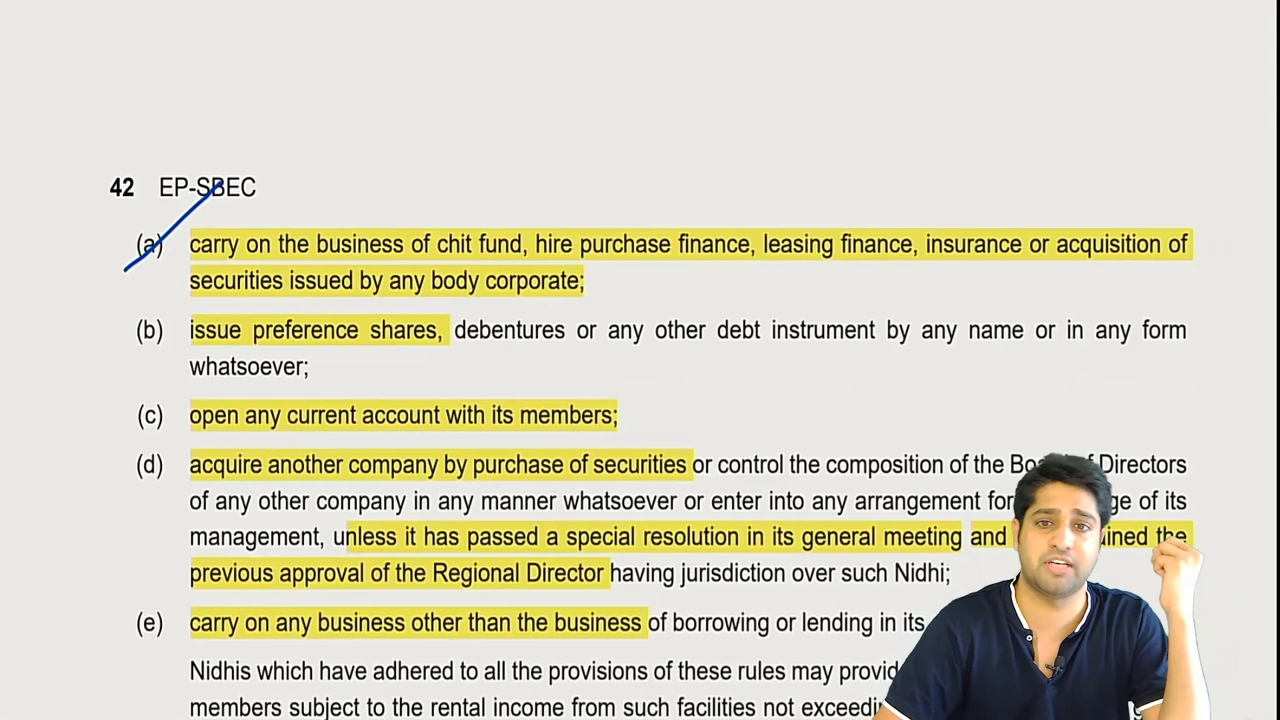 42 EP-SBEC
(a) carry on the business of chit fund, hire purchase finance, leasing finance, insurance or acquisition of
securities issued by any body corporate;
(b) issue preference shares, debentures or any other debt instrument by any name or in any form
whatsoever;
(c) open any current account with its members;
(d) acquire another company by purchase of securities or control the composition of the Directors
of any other company in any manner whatsoever or enter into any arrangement for of its
management, unless it has passed a special resolution in its general meeting and the
previous approval of the Regional Director having jurisdiction over such Nidhi;
(e) carry on any business other than the business of borrowing or lending in its
Nidhis which have adhered to all the provisions of these rules may
members subject to the rental income from such facilities not